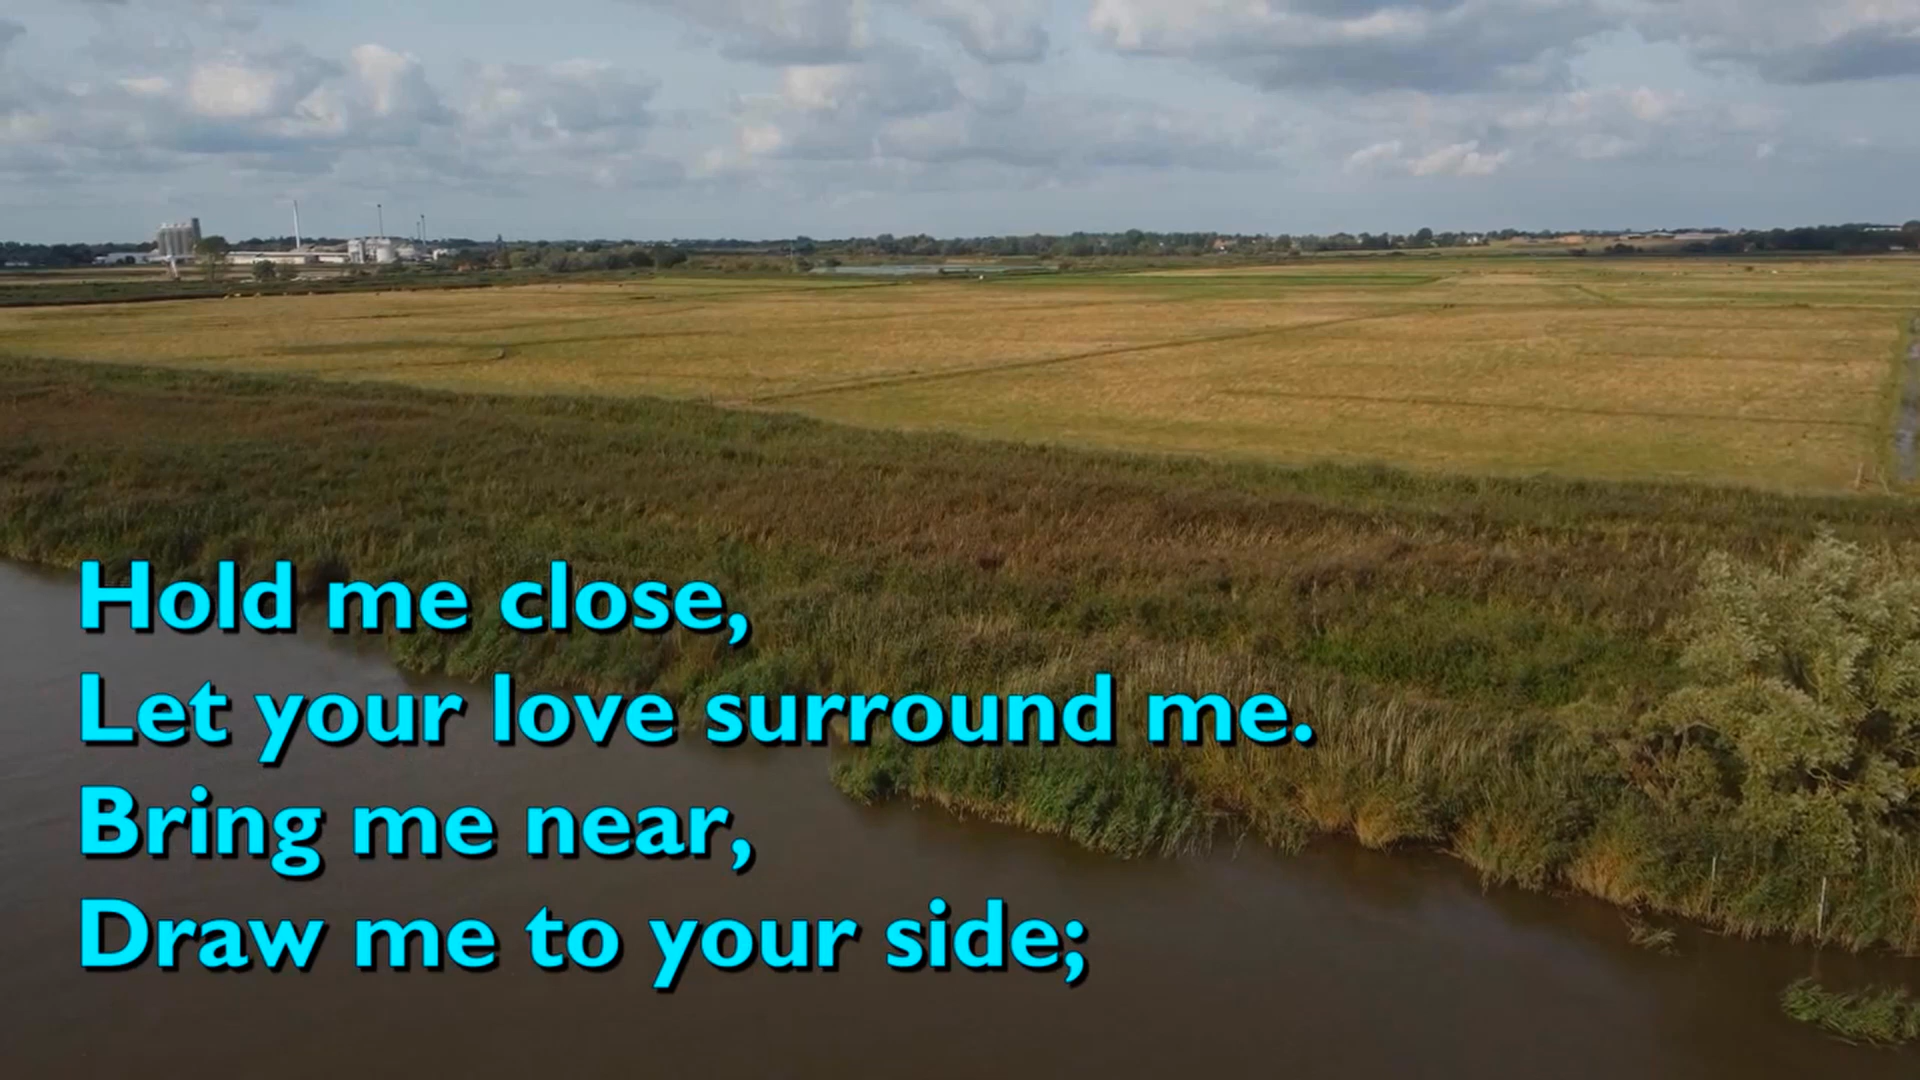 Hold me close,
Let your love surround me.
Bring me near,
Draw me to your side;